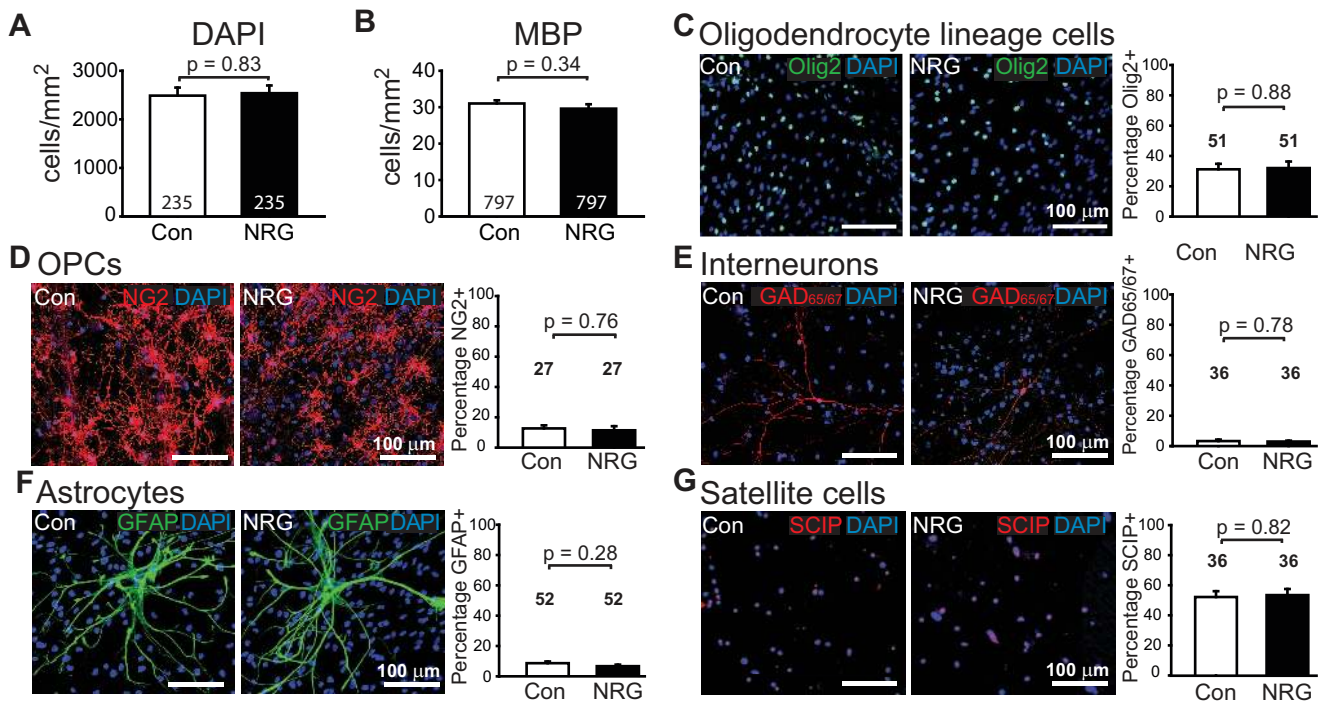 A DAPI
3000
2000
1000
0
cells/mm2
p = 0.83
235 235
Con NRG
B MBP
40
30
20
10
0
cells/mm2
p = 0.34
797 797
Con NRG
C Oligodendrocyte lineage cells
Con Olig2 DAPI
NRG Olig2 DAPI
100 μm
Percentage Olig2+
100
80
60
40
20
0
p = 0.88
51 51
Con NRG
D OPCs
Con NG2 DAPI
NRG NG2 DAPI
100 μm
Percentage NG2+
100
80
60
40
20
0
p = 0.76
27 27
Con NRG
E Interneurons
Con GAD65/67 DAPI
NRG GAD65/67 DAPI
100 μm
Percentage GAD65/67+
100
80
60
40
20
0
p = 0.78
36 36
Con NRG
F Astrocytes
Con GFAP DAPI
NRG GFAP DAPI
100 μm
Percentage GFAP+
100
80
60
40
20
0
p = 0.28
52 52
Con NRG
G Satellite cells
Con SCIP DAPI
NRG SCIP DAPI
100 μm
Percentage SCIP+
100
80
60
40
20
0
p = 0.82
36 36
Con NRG